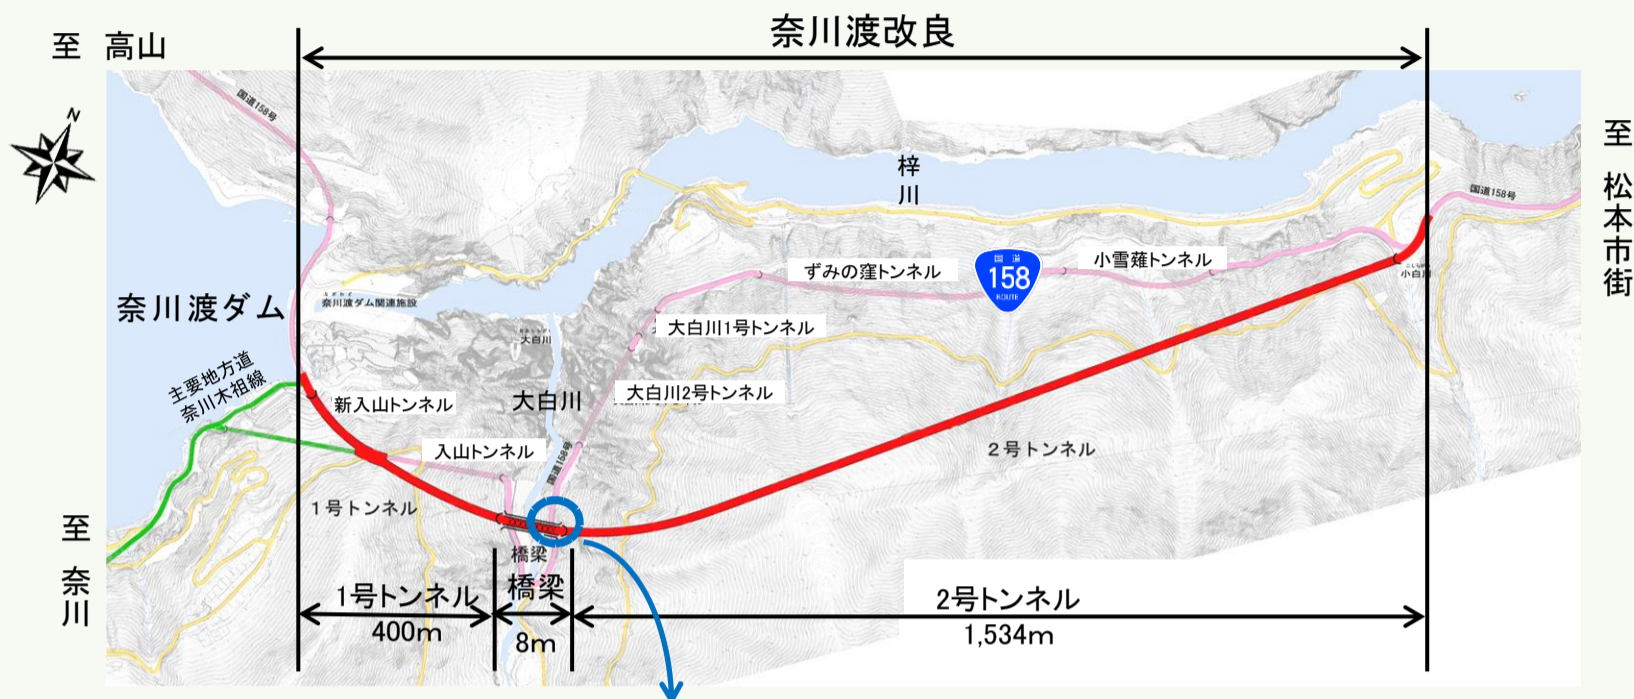 奈川渡改良
至 高山
N
国道158号
至 松本市街
梓川
国道158号
ずみの窪トンネル
国道
158
ROUTE
小雪薙トンネル
小白川
奈川渡ダム
奈川渡ダム関連施設
大白川
大白川1号トンネル
主要地方道
奈川木祖線
新入山トンネル
大白川
大白川2号トンネル
入山トンネル
国道158号
2号トンネル
1号トンネル
至 奈川
橋梁
1号トンネル
400m
橋梁
8m
2号トンネル
1,534m